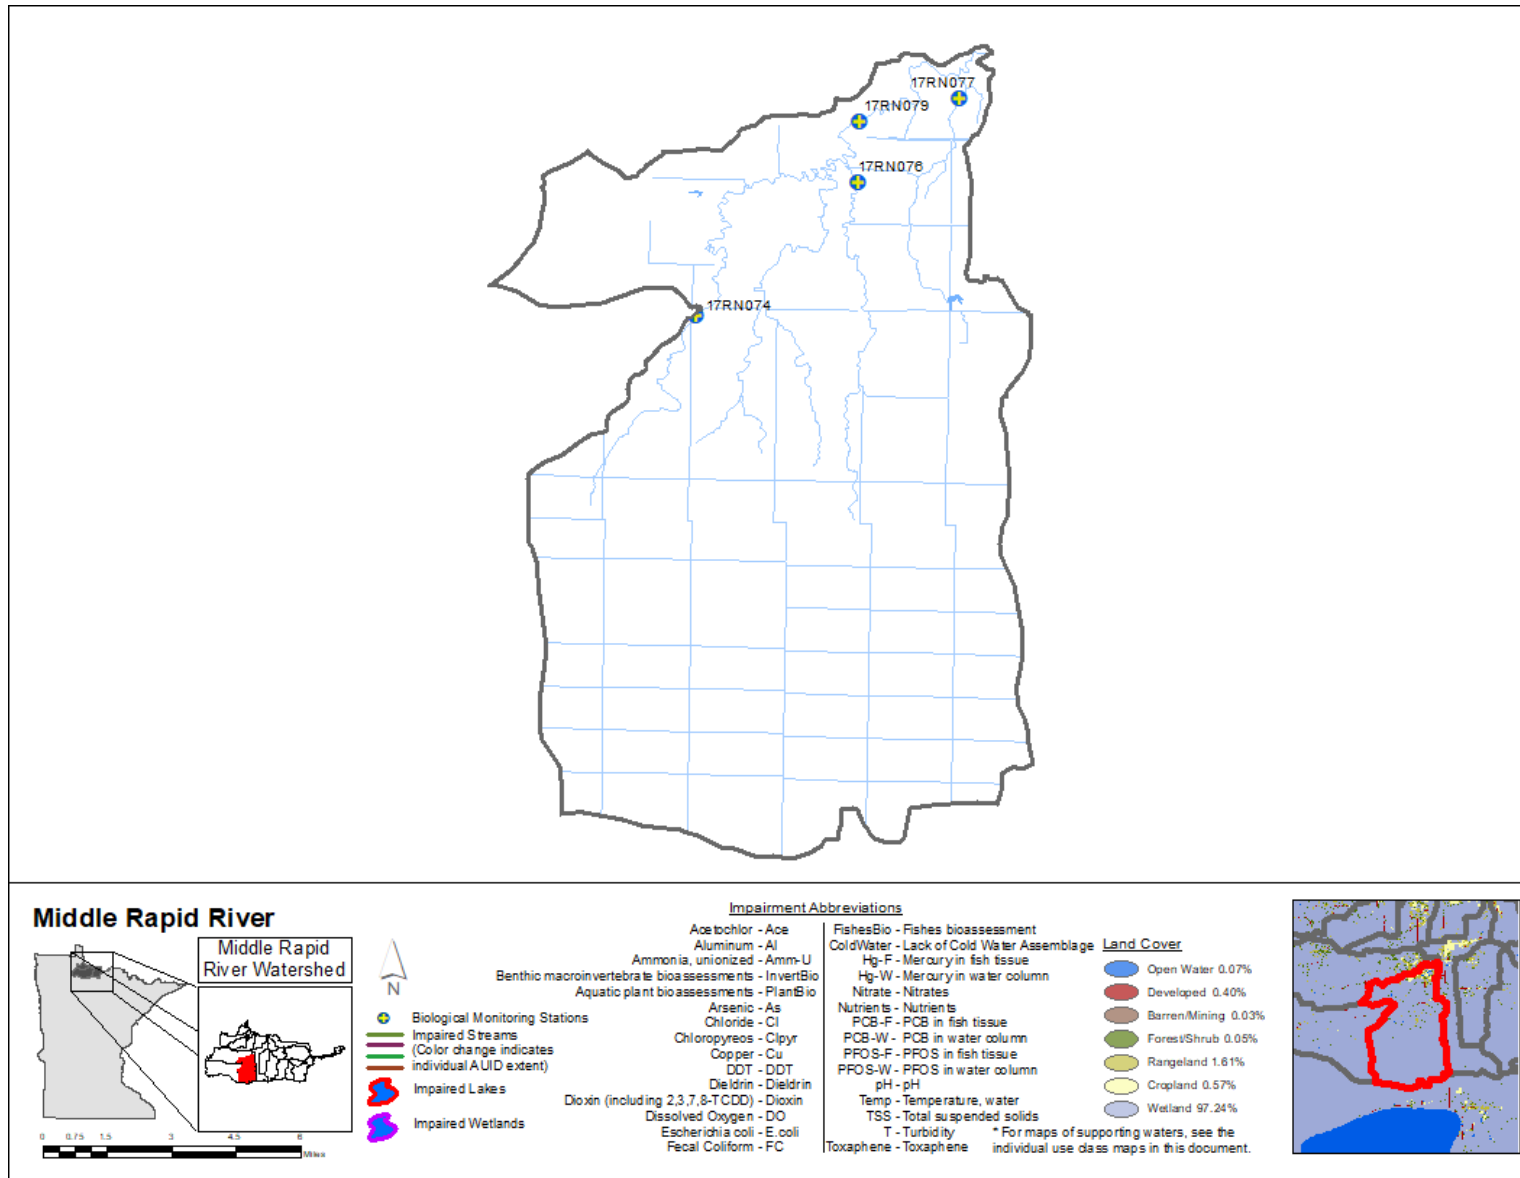 17RN077
17RN079
17RN076
17RN074
Middle Rapid River
Middle Rapid
River Watershed
N
0 0.75 1.5 3 4.5 6
Miles
Biological Monitoring Stations
Impaired Streams
(Color change indicates
individual AUID extent)
Impaired Lakes
Impaired Wetlands
Impairment Abbreviations
Acetochlor - Ace
Aluminum - Al
Ammonia, unionized - Amm-U
Benthic macroinvertebrate bioassessments - InvertBio
Aquatic plant bioassessments - PlantBio
Arsenic - As
Chloride - Cl
Chloropyreos - Clpyr
Copper - Cu
DDT - DDT
Dieldrin - Dieldrin
Dioxin (including 2,3,7,8-TCDD) - Dioxin
Dissolved Oxygen - DO
Escherichia coli - E.coli
Fecal Coliform - FC
FishesBio - Fishes bioassessment
ColdWater - Lack of Cold Water Assemblage
Hg-F - Mercury in fish tissue
Hg-W - Mercury in water column
Nitrate - Nitrates
Nutrients - Nutrients
PCB-F - PCB in fish tissue
PCB-W - PCB in water column
PFOS-F - PFOS in fish tissue
PFOS-W - PFOS in water column
pH - pH
Temp - Temperature, water
TSS - Total suspended solids
T - Turbidity
Toxaphene - Toxaphene
* For maps of supporting waters, see the
individual use class maps in this document.
Land Cover
Open Water 0.07%
Developed 0.40%
Barren/Mining 0.03%
Forest/Shrub 0.05%
Rangeland 1.61%
Cropland 0.57%
Wetland 97.24%